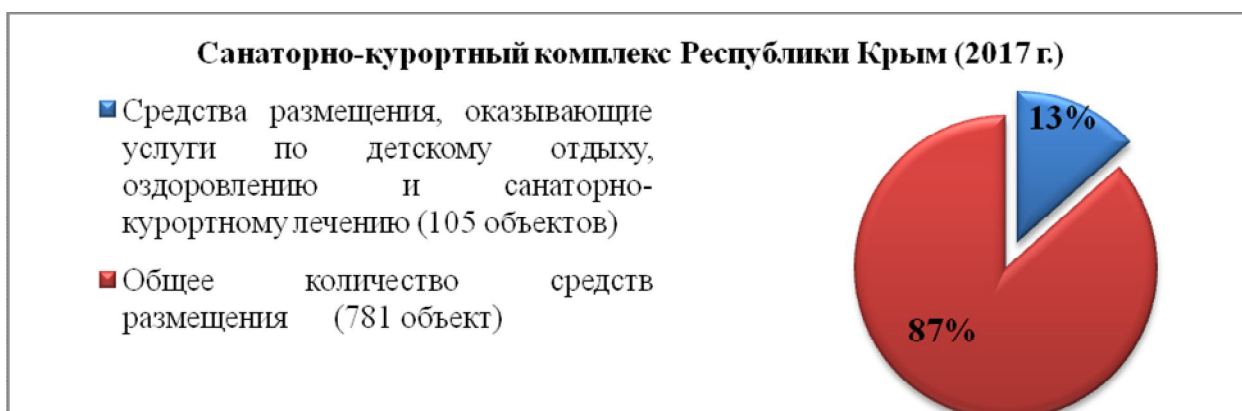 Санаторно-курортный комплекс Республики Крым (2017 г.)
Средства размещения, оказывающие
услуги по детскому отдыху,
оздоровлению и санаторно-
курортному лечению (105 объектов)
Общее количество средств
размещения (781 объект)
13%
87%